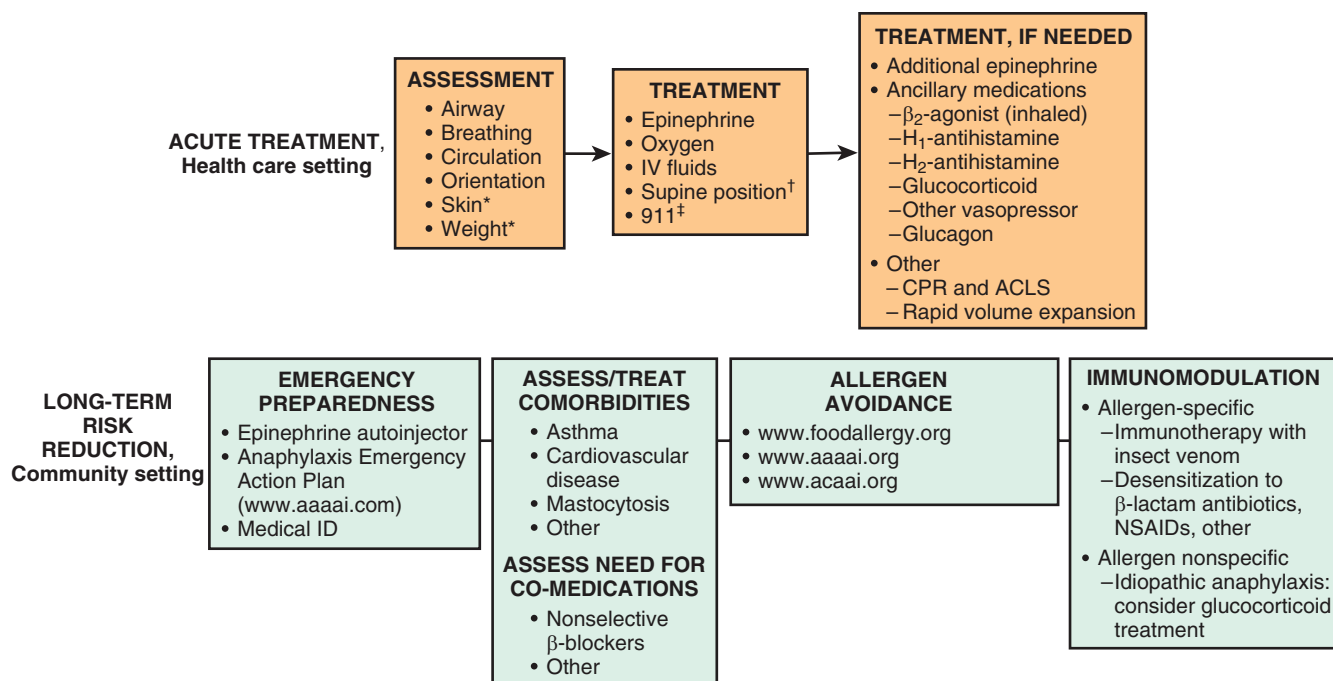 ACUTE TREATMENT,
Health care setting
ASSESSMENT
• Airway
• Breathing
• Circulation
• Orientation
• Skin*
• Weight*
TREATMENT
• Epinephrine
• Oxygen
• IV fluids
• Supine position†
• 911‡
TREATMENT, IF NEEDED
• Additional epinephrine
• Ancillary medications
–β2-agonist (inhaled)
–H1-antihistamine
–H2-antihistamine
–Glucocorticoid
–Other vasopressor
–Glucagon
• Other
–CPR and ACLS
–Rapid volume expansion
LONG-TERM
RISK
REDUCTION,
Community setting
EMERGENCY
PREPAREDNESS
• Epinephrine autoinjector
• Anaphylaxis Emergency
Action Plan
(www.aaaai.com)
• Medical ID
ASSESS/TREAT
COMORBIDITIES
• Asthma
• Cardiovascular
disease
• Mastocytosis
• Other
ASSESS NEED FOR
CO-MEDICATIONS
• Nonselective
β-blockers
• Other
ALLERGEN
AVOIDANCE
• www.foodallergy.org
• www.aaaai.org
• www.acaai.org
IMMUNOMODULATION
• Allergen-specific
–Immunotherapy with
insect venom
–Desensitization to
β-lactam antibiotics,
NSAIDs, other
• Allergen nonspecific
–Idiopathic anaphylaxis:
consider glucocorticoid
treatment